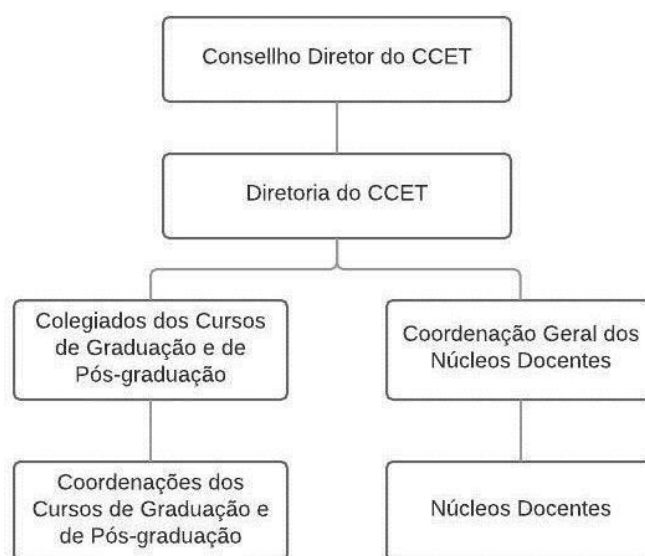 Consellho Diretor do CCET
Diretoria do CCET
Colegiados dos Cursos
de Graduação e de
Pós-graduação
Coordenação Geral dos
Núcleos Docentes
Coordenações dos
Cursos de Graduação e
de Pós-graduação
Núcleos Docentes